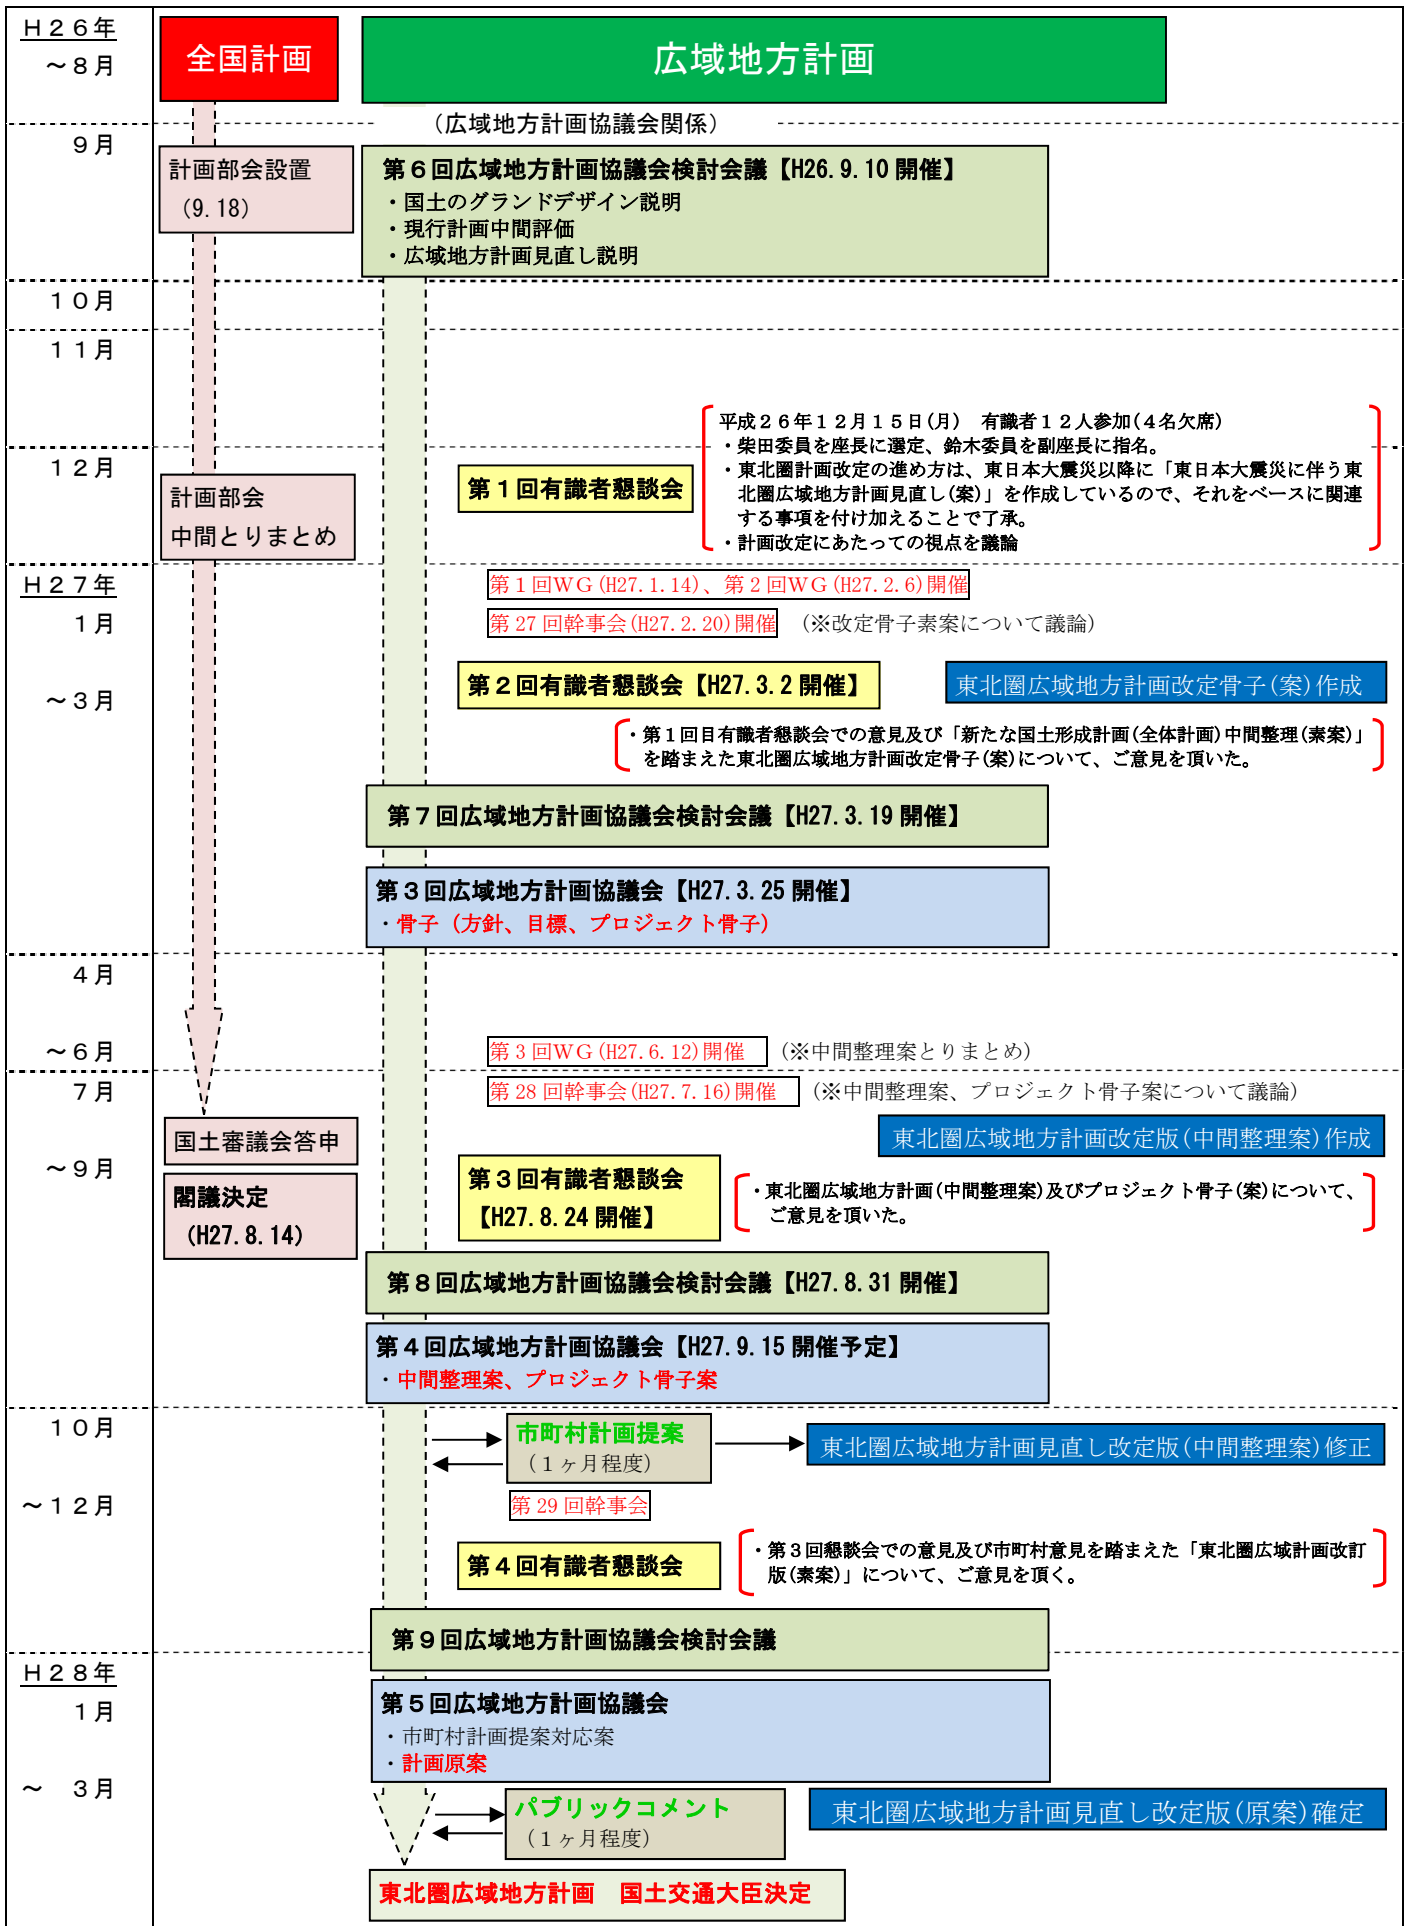 Ｈ２６年
～８月
全国計画
広域地方計画
（広域地方計画協議会関係）
９月
計画部会設置
（9.18）
第６回広域地方計画協議会検討会議【H26.9.10 開催】
・国土のグランドデザイン説明
・現行計画中間評価
・広域地方計画見直し説明
１０月
１１月
平成２６年１２月１５日(月)　有識者１２人参加(４名欠席)
・柴田委員を座長に選定、鈴木委員を副座長に指名。
・東北圏計画改定の進め方は、東日本大震災以降に「東日本大震災に伴う東
北圏広域地方計画見直し(案)」を作成しているので、それをベースに関連
する事項を付け加えることで了承。
・計画改定にあたっての視点を議論
１２月
第１回有識者懇談会
計画部会
中間とりまとめ
Ｈ２７年
１月
第１回WＧ(H27.1.14)、第２回WＧ(H27.2.6)開催
第 27 回幹事会(H27.2.20)開催　(※改定骨子素案について議論)
～３月
第２回有識者懇談会【H27.3.2 開催】
東北圏広域地方計画改定骨子(案)作成
・第１回目有識者懇談会での意見及び「新たな国土形成計画(全体計画)中間整理(素案)」
を踏まえた東北圏広域地方計画改定骨子(案)について、ご意見を頂いた。
第７回広域地方計画協議会検討会議【H27.3.19 開催】
第３回広域地方計画協議会【H27.3.25 開催】
・骨子（方針、目標、プロジェクト骨子）
４月
～６月
第３回WＧ(H27.6.12)開催　(※中間整理案とりまとめ)
７月
第 28 回幹事会(H27.7.16)開催　(※中間整理案、プロジェクト骨子案について議論)
国土審議会答申
東北圏広域地方計画改定版(中間整理案)作成
～９月
閣議決定
（H27.8.14）
第３回有識者懇談会
【H27.8.24 開催】
・東北圏広域地方計画(中間整理案)及びプロジェクト骨子(案)について、
ご意見を頂いた。
第８回広域地方計画協議会検討会議【H27.8.31 開催】
第４回広域地方計画協議会【H27.9.15 開催予定】
・中間整理案、プロジェクト骨子案
１０月
市町村計画提案
（１ヶ月程度）
東北圏広域地方計画見直し改定版(中間整理案)修正
～１２月
第 29 回幹事会
第４回有識者懇談会
・第３回懇談会での意見及び市町村意見を踏まえた「東北圏広域計画改訂
版(素案)」について、ご意見を頂く。
第９回広域地方計画協議会検討会議
Ｈ２８年
１月
第５回広域地方計画協議会
・市町村計画提案対応案
・計画原案
～　３月
パブリックコメント
（１ヶ月程度）
東北圏広域地方計画見直し改定版(原案)確定
東北圏広域地方計画　国土交通大臣決定